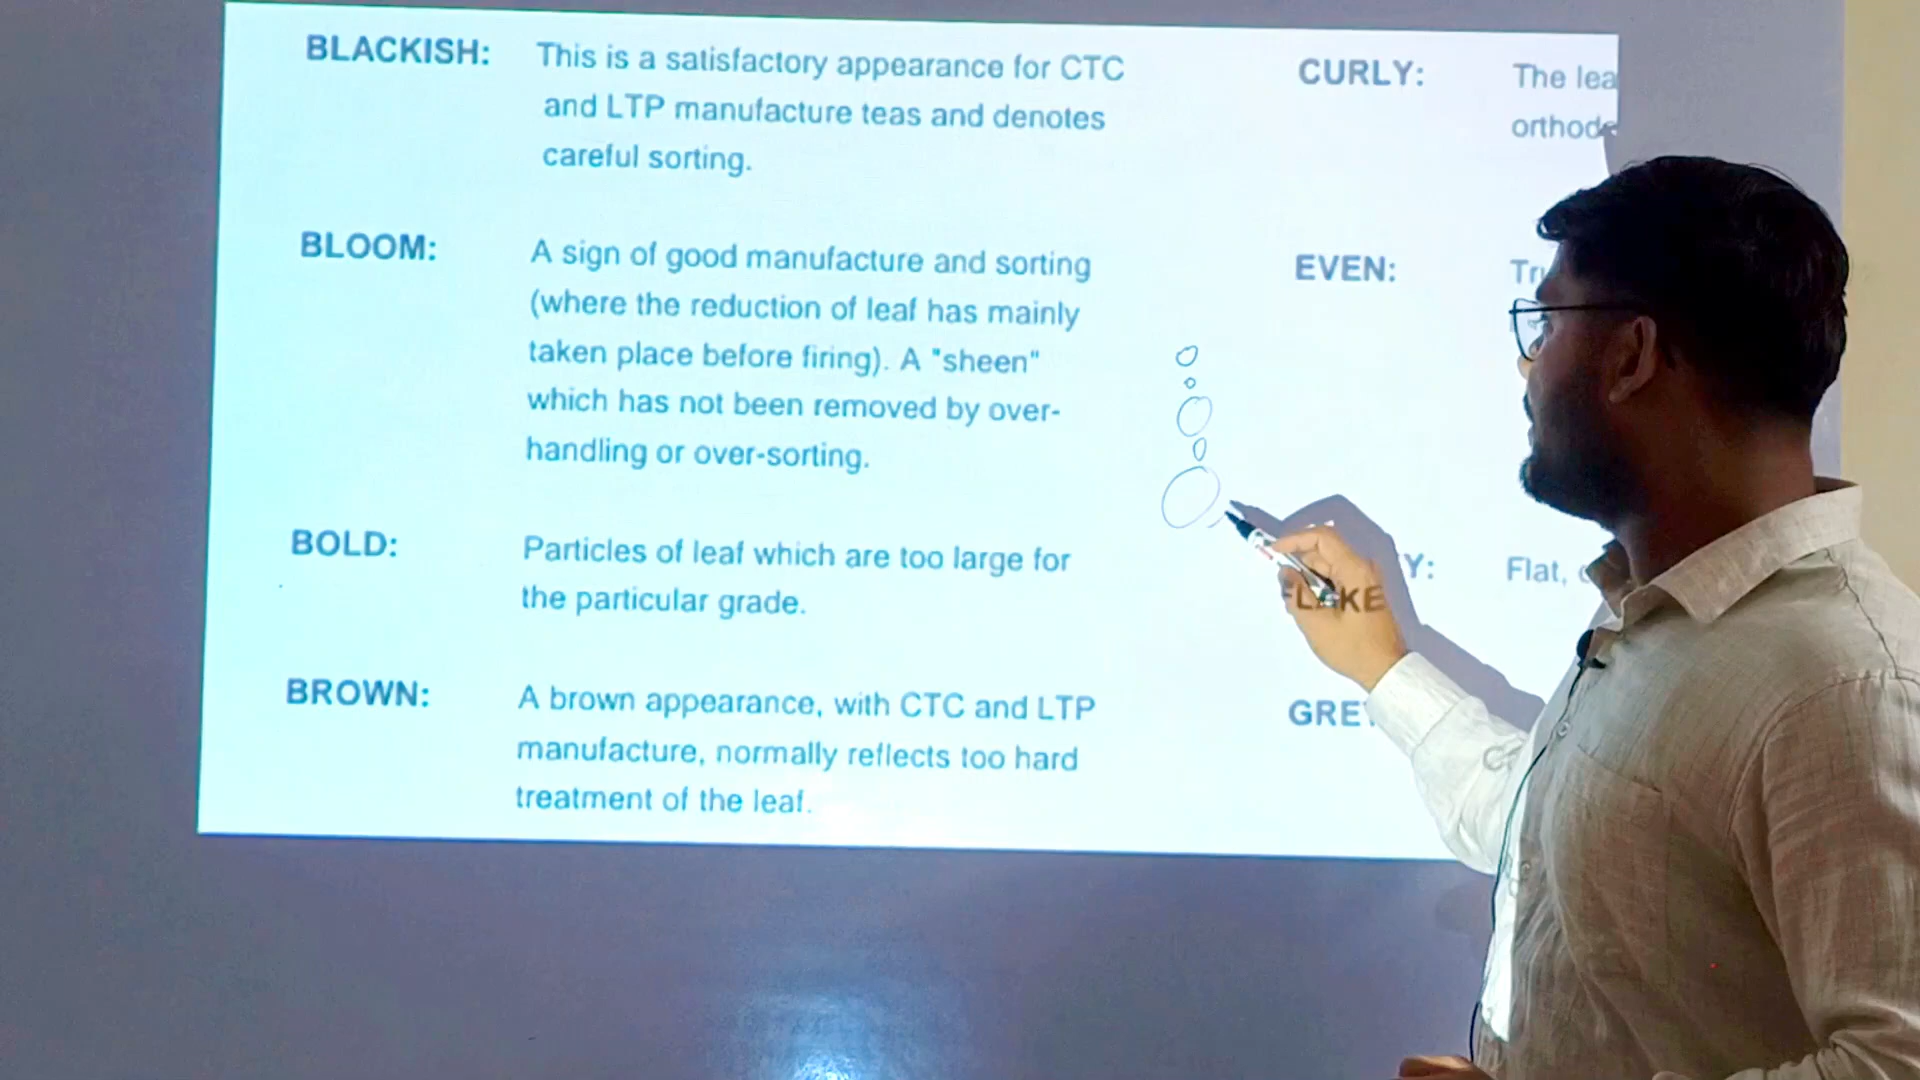 BLACKISH: This is a satisfactory appearance for CTC
and LTP manufacture teas and denotes
careful sorting.
BLOOM: A sign of good manufacture and sorting
(where the reduction of leaf has mainly
taken place before firing). A "sheen"
which has not been removed by over-
handling or over-sorting.
BOLD: Particles of leaf which are too large for
the particular grade.
BROWN: A brown appearance, with CTC and LTP
manufacture, normally reflects too hard
treatment of the leaf.
CURLY: The
EVEN:
Flat,